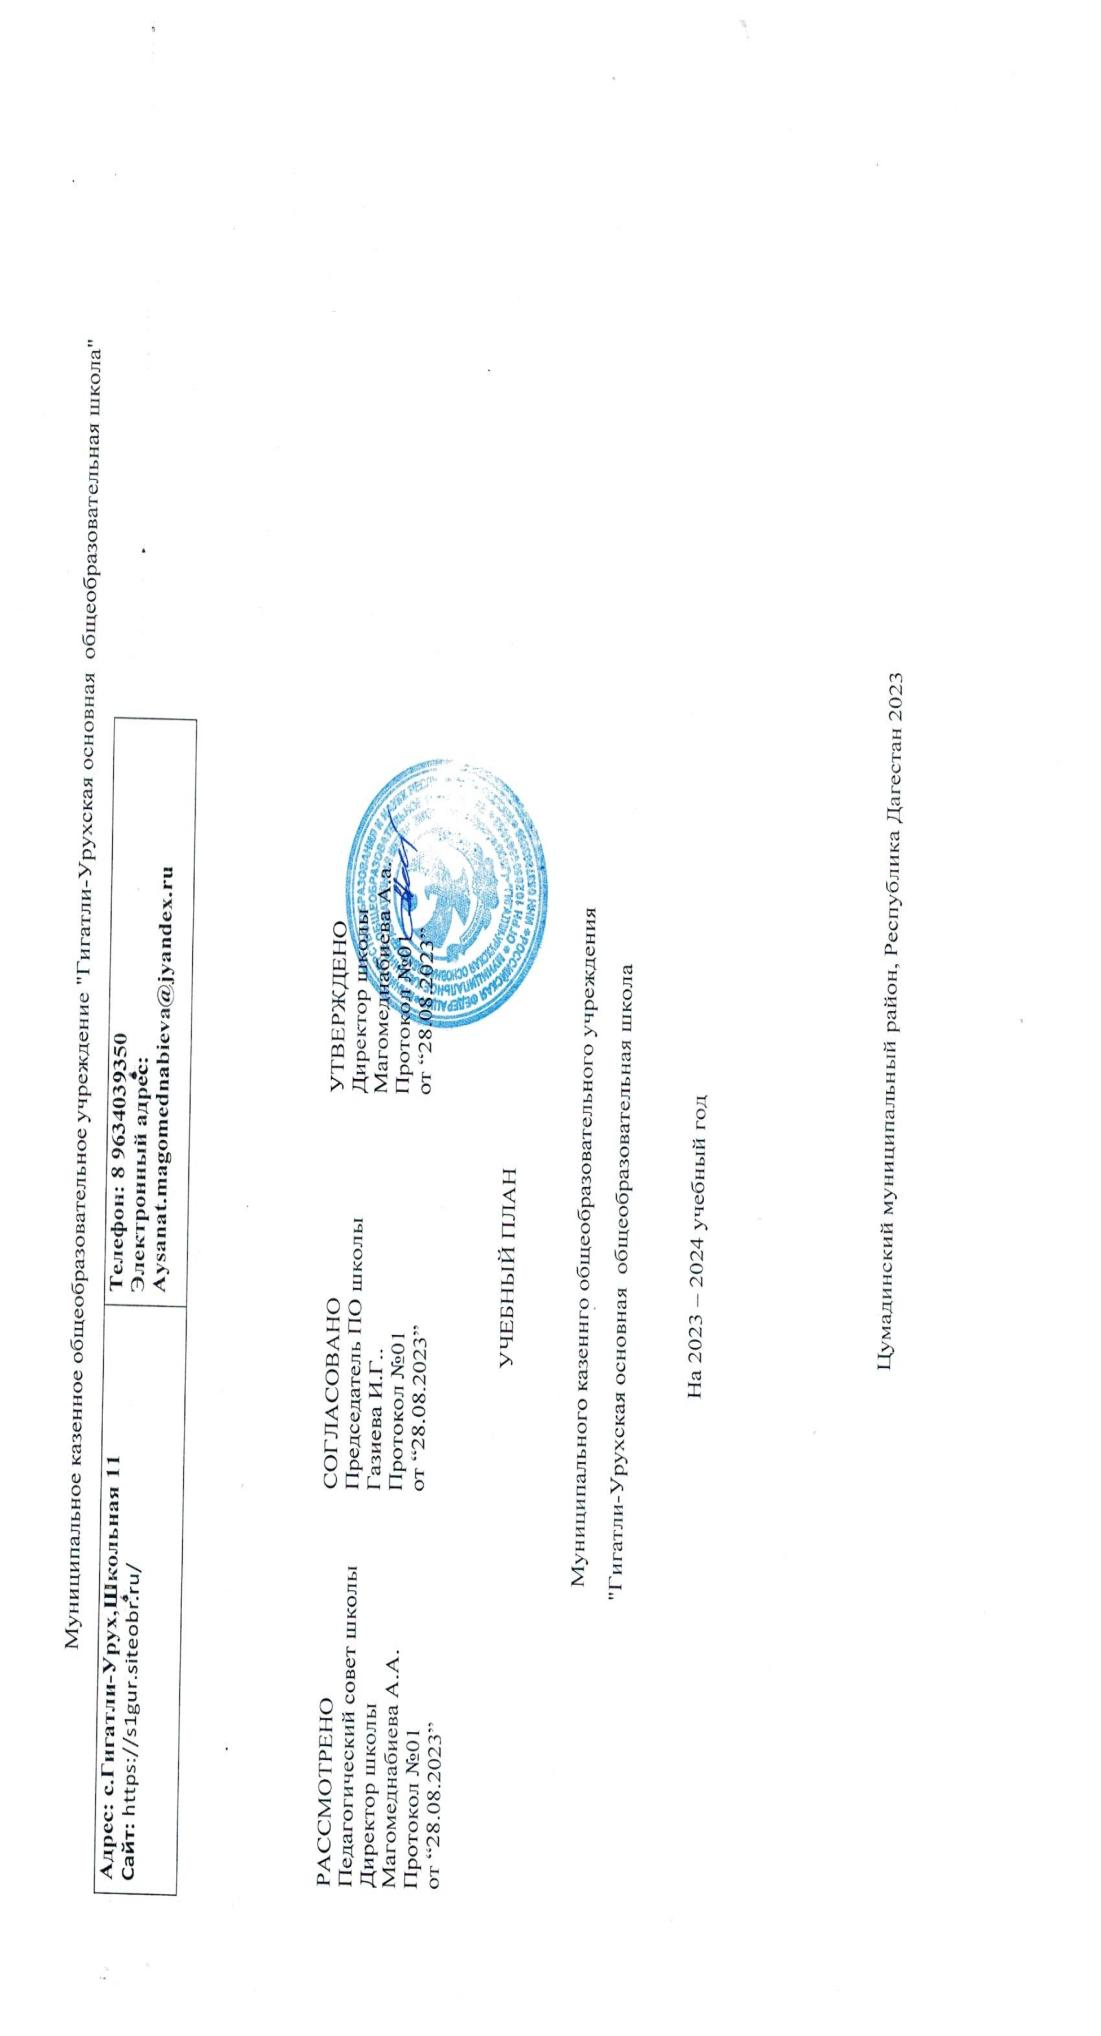 Муниципальное казенное общеобразовательное учреждение "Гигатли-Урухская основная общеобразовательная школа"
Адрес: с.Гигатли-Урух,Школьная 11
Сайт: https://s1gur.siteobr.ru/
Телефон: 8 9634039350
Электронный адрес:
Aysanat.magomednabieva@jyandex.ru
РАССМОТРЕНО
Педагогический совет школы
Директор школы
Магомеднабиева А.А.
Протокол №01
от “28.08.2023”
СОГЛАСОВАНО
Председатель ПО школы
Газиева И.Г..
Протокол №01
от “28.08.2023”
УТВЕРЖДЕНО
Директор школы
Магомеднабиева А.а.
Протокол №01
от “28.08.2023”
УЧЕБНЫЙ ПЛАН
Муниципального казеннго общеобразовательного учреждения
"Гигатли-Урухская основная общеобразовательная школа
На 2023 – 2024 учебный год
Цумадинский муниципальный район, Республика Дагестан 2023